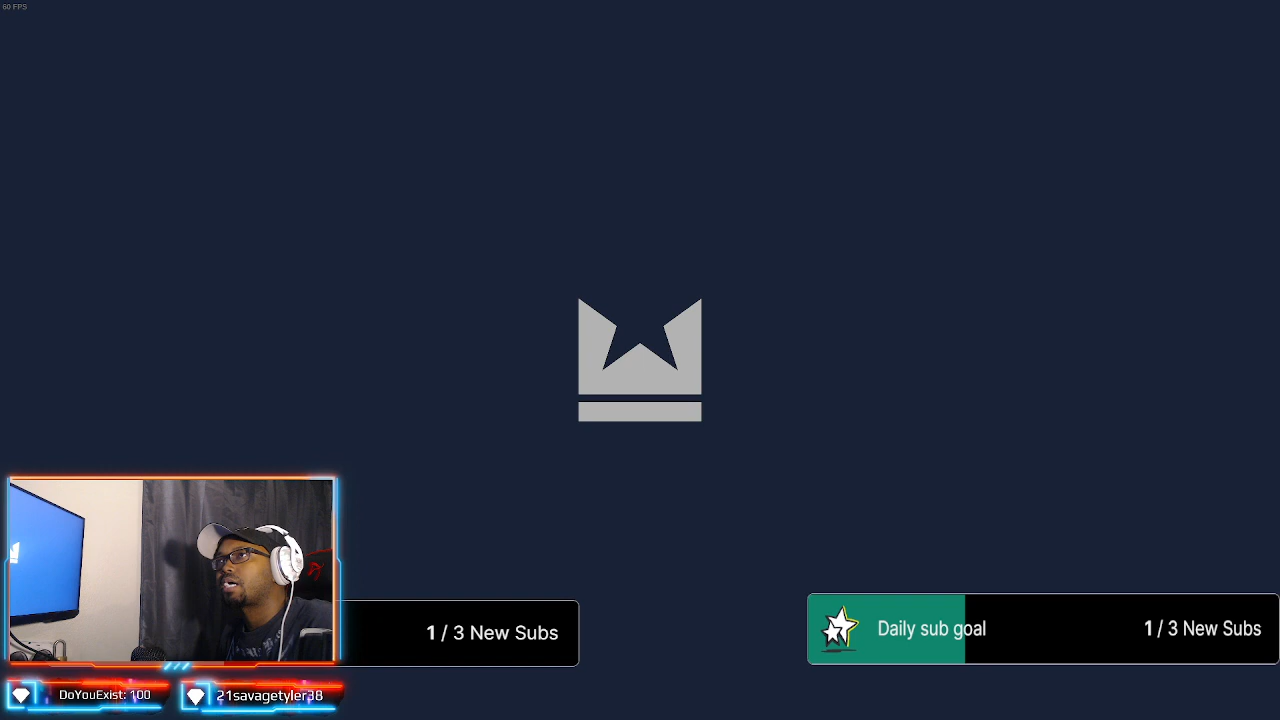 60 FPS
1 / 3 New Subs
Daily sub goal
1 / 3 New Subs
DoYouExist: 100
21savagetyler38